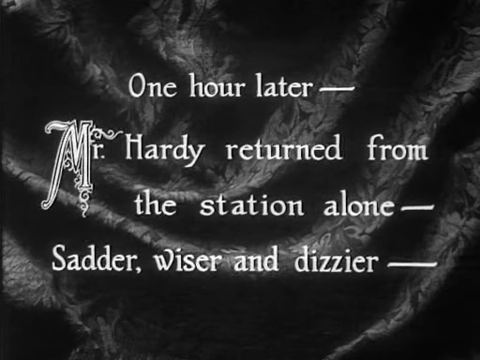 One hour later —
Mr. Hardy returned from
the station alone —
Sadder, wiser and dizzier —